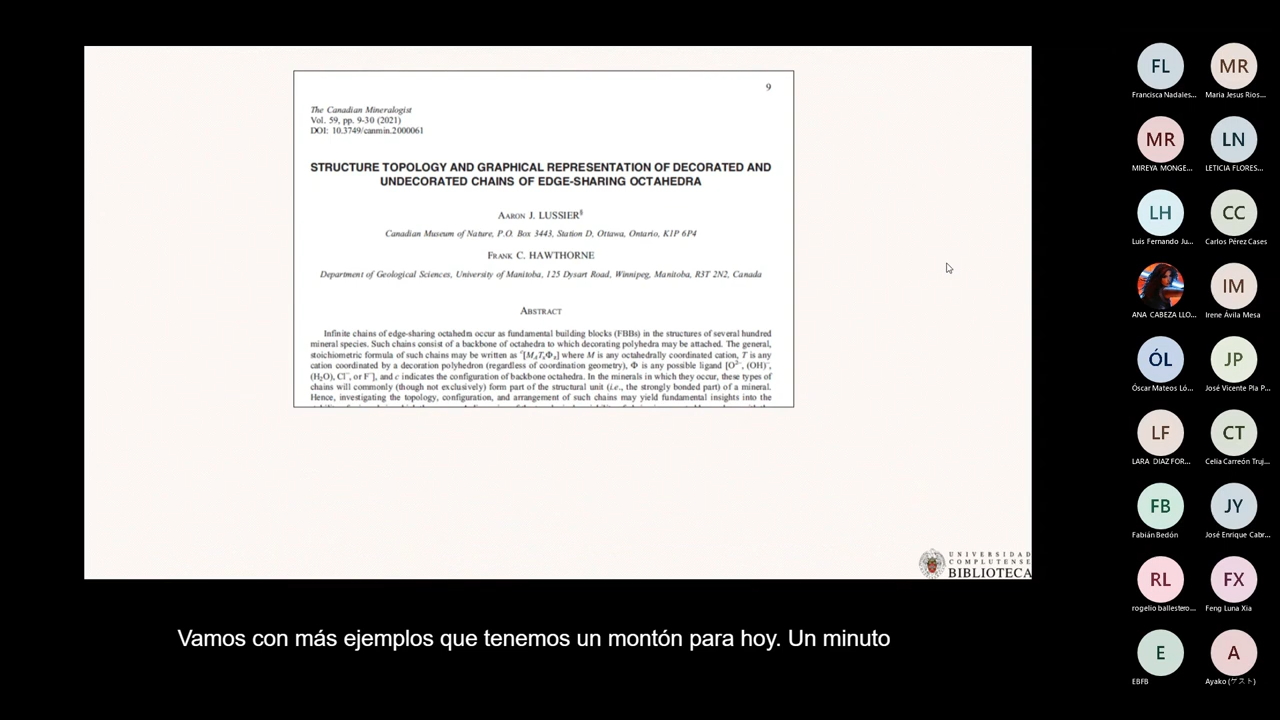 9
The Canadian Mineralogist
Vol. 59, pp. 9-30 (2021)
DOI: 10.3749/canmin.2000061
STRUCTURE TOPOLOGY AND GRAPHICAL REPRESENTATION OF DECORATED AND
UNDECORATED CHAINS OF EDGE-SHARING OCTAHEDRA
AARON J. LUSSIER§
Canadian Museum of Nature, P.O. Box 3443, Station D, Ottawa, Ontario, K1P 6P4
FRANK C. HAWTHORNE
Department of Geological Sciences, University of Manitoba, 125 Dysart Road, Winnipeg, Manitoba, R3T 2N2, Canada
ABSTRACT
Infinite chains of edge-sharing octahedra occur as fundamental building blocks (FBBs) in the structures of several hundred
mineral species. Such chains consist of a backbone of octahedra to which decorating polyhedra may be attached. The general,
stoichiometric formula of such chains may be written as where M is any octahedrally coordinated cation, T is any
cation coordinated by a decoration polyhedron (regardless of coordination geometry), Φ is any possible ligand [O²⁻, (OH)⁻,
(H₂O), Cl⁻, or F⁻], and c indicates the configuration of backbone octahedra. In the minerals in which they occur, these types of
chains will commonly (though not exclusively) form part of the structural unit (i.e., the strongly bonded part) of a mineral.
Hence, investigating the topology, configuration, and arrangement of such chains may yield fundamental insights into the
UNIVERSIDAD
COMPLUTENSE
BIBLIOTECA
Vamos con más ejemplos que tenemos un montón para hoy. Un minuto
FL MR
Francisca Nadales... Maria Jesus Ríos...
MR LN
MIREYA MONGE... LETICIA FLORES...
LH CC
Luis Fernando Ju... Carlos Pérez Cases
IM
ANA CABEZA LLO... Irene Ávila Mesa
ÓL JP
Óscar Mateos Ló... José Vicente Pla P...
LF CT
LARA DIAZ FOR... Celia Carreón Truj...
FB JY
Fabián Bedón José Enrique Cabr...
RL FX
rogelio ballestero... Feng Luna Xia
E A
EBFB Ayako (ゲスト)